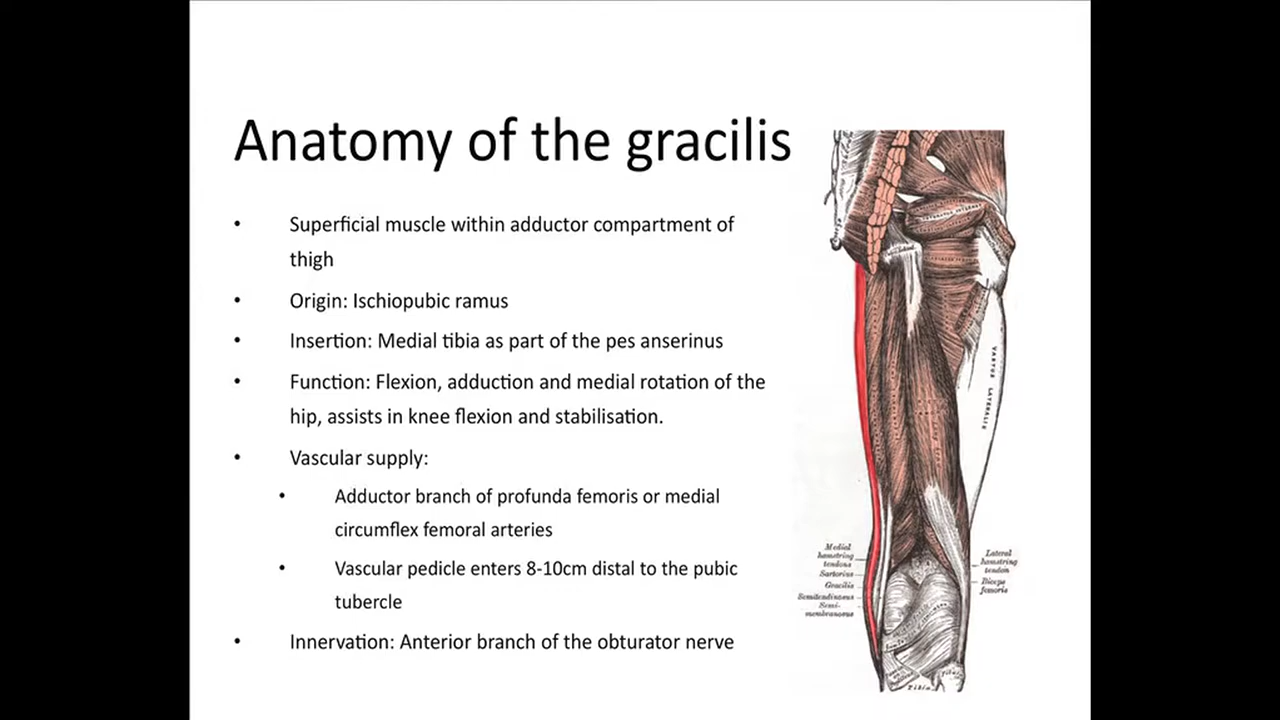 Anatomy of the gracilis
• Superficial muscle within adductor compartment of
thigh
• Origin: Ischiopubic ramus
• Insertion: Medial tibia as part of the pes anserinus
• Function: Flexion, adduction and medial rotation of the
hip, assists in knee flexion and stabilisation.
• Vascular supply:
• Adductor branch of profunda femoris or medial
circumflex femoral arteries
• Vascular pedicle enters 8-10cm distal to the pubic
tubercle
• Innervation: Anterior branch of the obturator nerve
VASTUS LATERALIS
Medial
hamstring
tendons
Sartorius
Gracilis
Semitendinosus
Semi-
membranosus
Lateral
hamstring
tendon
Biceps
femoris
Tibia